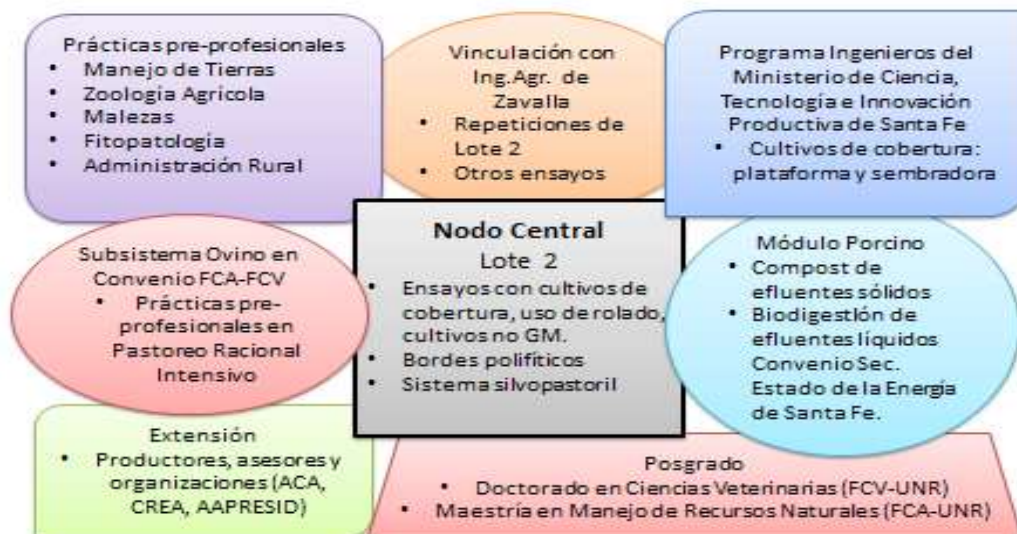 Prácticas pre-profesionales
• Manejo de Tierras
• Zoología Agrícola
• Malezas
• Fitopatología
• Administración Rural
Vinculación con
Ing.Agr. de
Zavalla
• Repeticiones de
Lote 2
• Otros ensayos
Programa Ingenieros del
Ministerio de Ciencia,
Tecnología e Innovación
Productiva de Santa Fe
• Cultivos de cobertura:
plataforma y sembradora
Subsistema Ovino en
Convenio FCA-FCV
• Prácticas pre-
profesionales en
Pastoreo Racional
Intensivo
Nodo Central
Lote 2
• Ensayos con cultivos de
cobertura, uso de rolado,
cultivos no GM.
• Bordes polifíticos
• Sistema silvopastoril
Módulo Porcino
• Compost de
efluentes sólidos
• Biodigestión de
efluentes líquidos
Convenio Sec.
Estado de la Energía
de Santa Fe.
Extensión
• Productores, asesores y
organizaciones (ACA,
CREA, AAPRESID)
Posgrado
• Doctorado en Ciencias Veterinarias (FCV-UNR)
• Maestría en Manejo de Recursos Naturales (FCA-UNR)